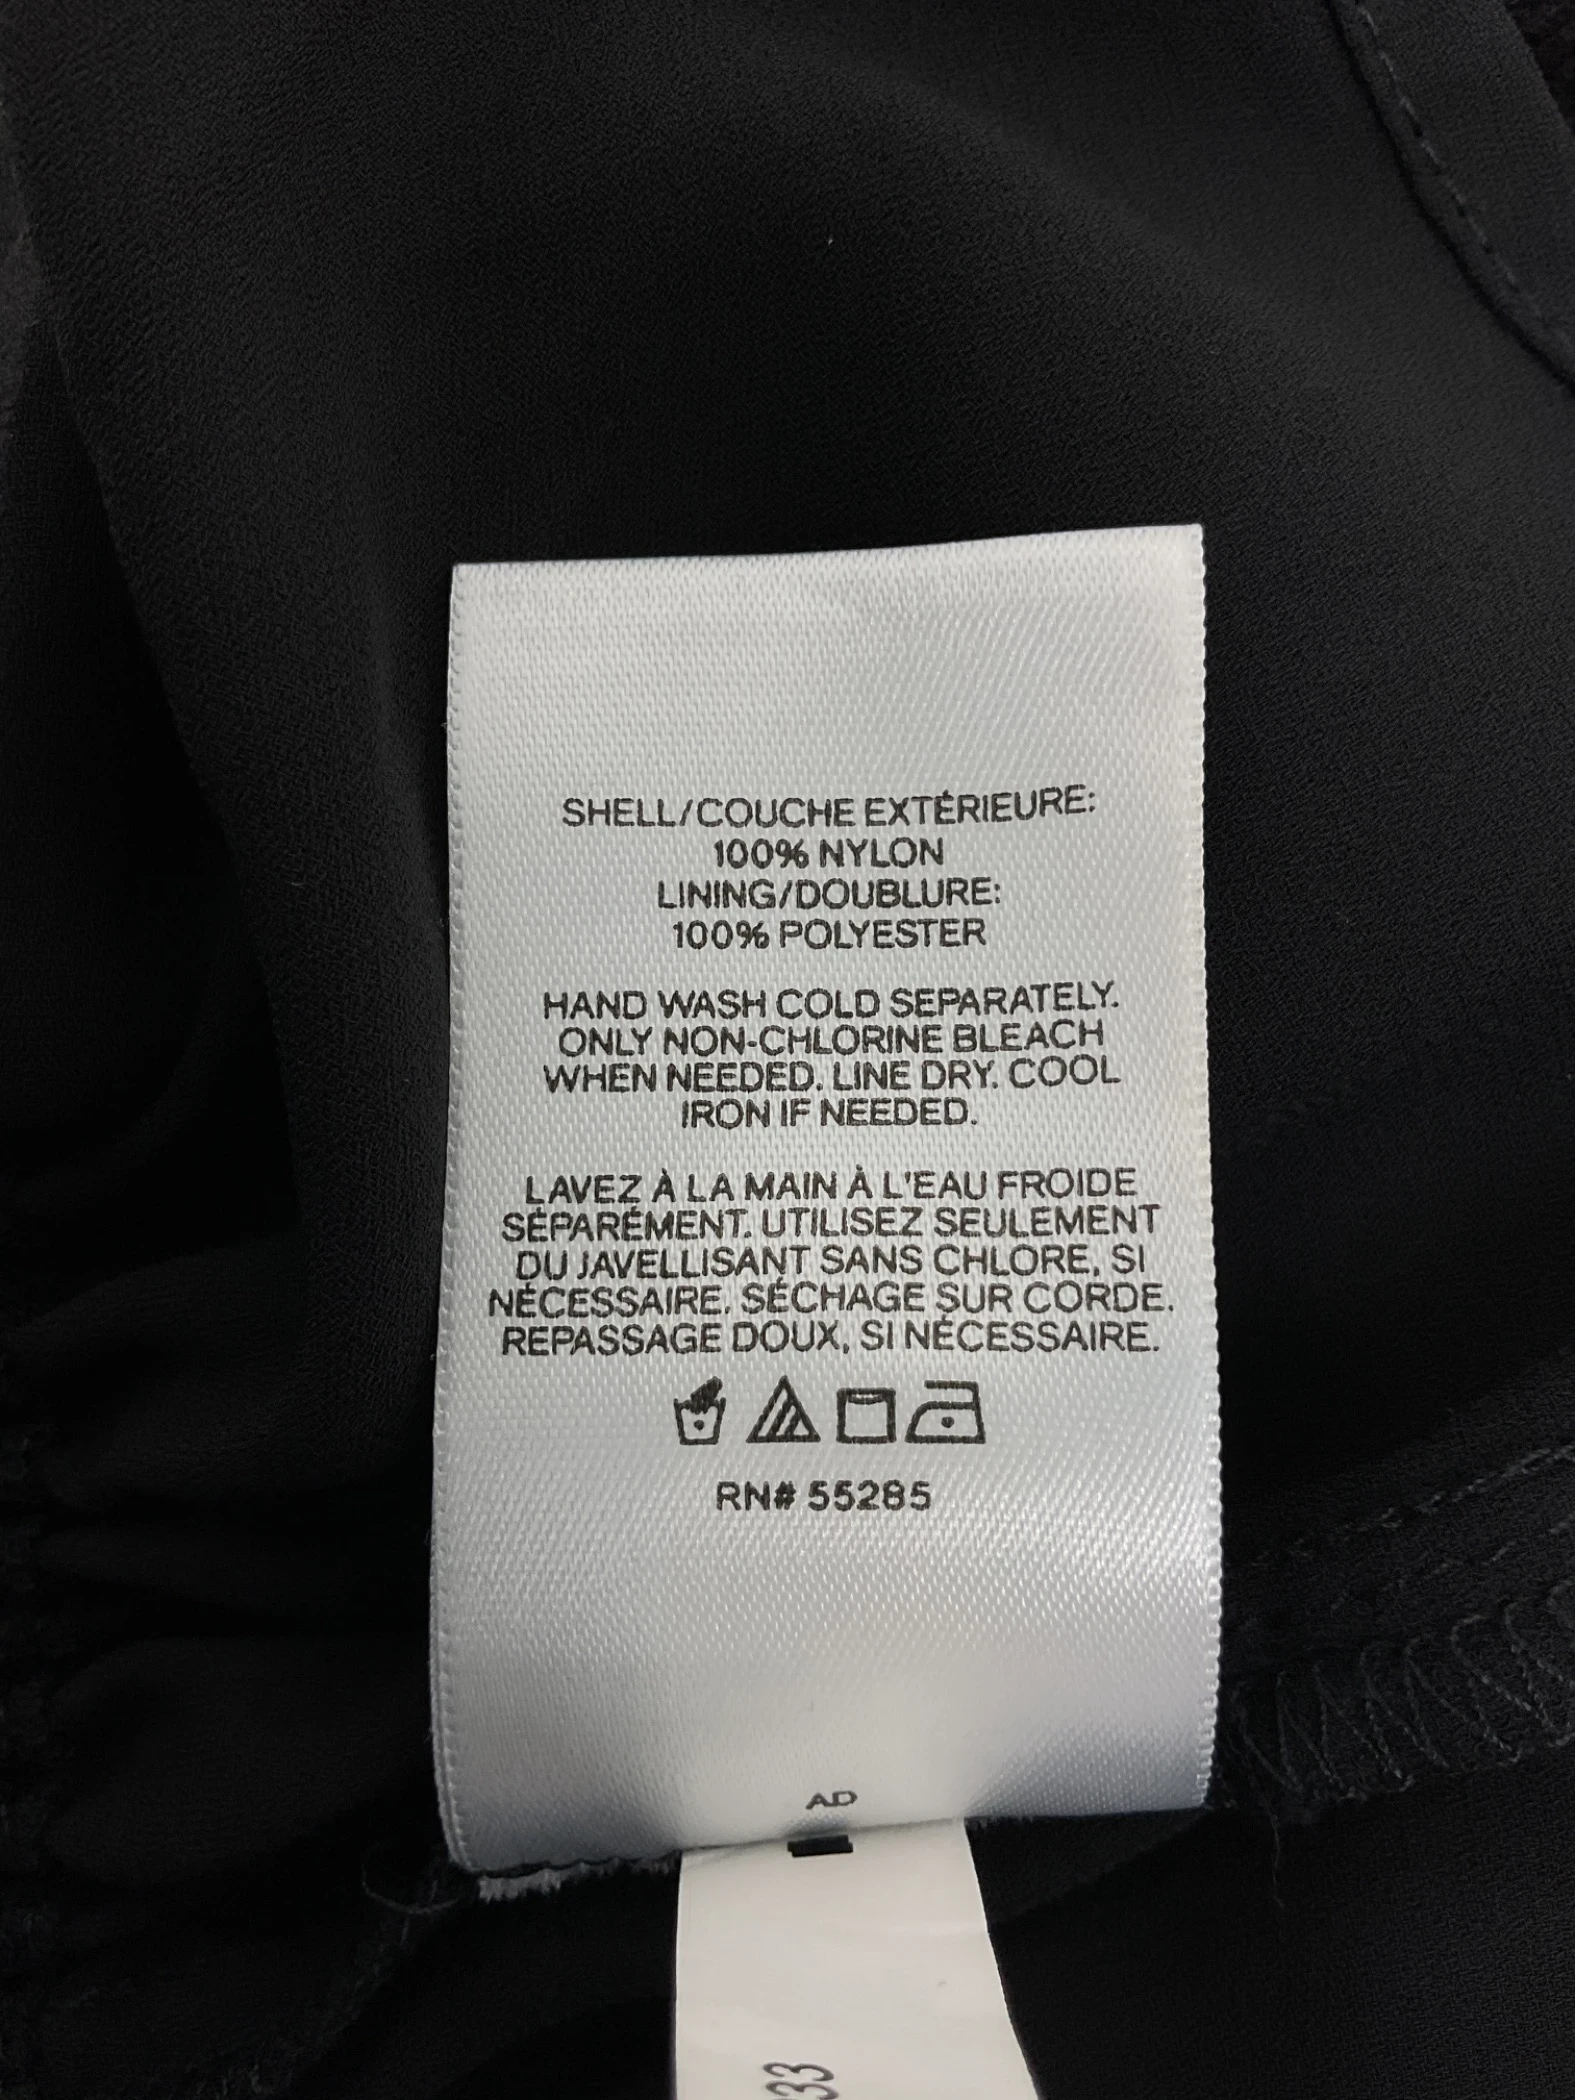 SHELL/COUCHE EXTÉRIEURE:
100% NYLON
LINING/DOUBLURE:
100% POLYESTER
HAND WASH COLD SEPARATELY.
ONLY NON-CHLORINE BLEACH
WHEN NEEDED. LINE DRY. COOL
IRON IF NEEDED.
LAVEZ À LA MAIN À L'EAU FROIDE
SÉPARÉMENT. UTILISEZ SEULEMENT
DU JAVELLISANT SANS CHLORE, SI
NÉCESSAIRE. SÉCHAGE SUR CORDE.
REPASSAGE DOUX, SI NÉCESSAIRE.
RN# 55285
AD
33